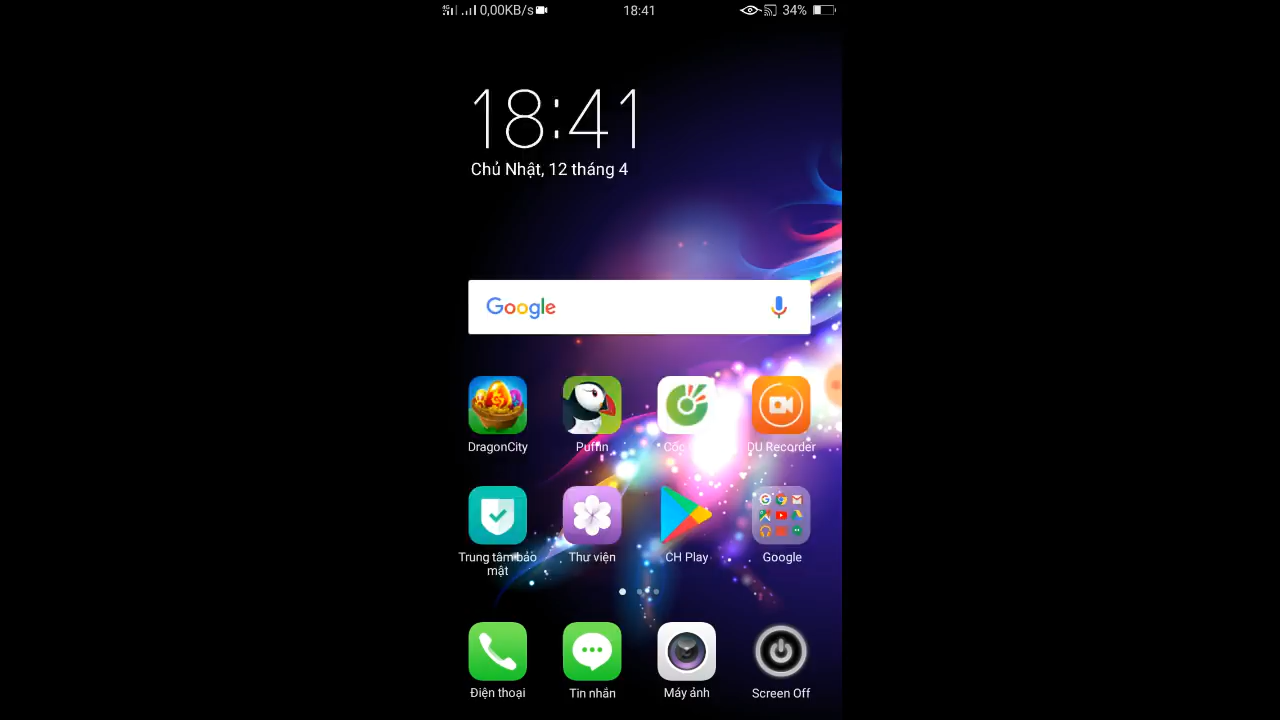 4G 0,00KB/s 18:41 34%
18:41
Chủ Nhật, 12 tháng 4
Google
DragonCity Puffin Cốc DU Recorder
Trung tâm bảo mật Thư viện CH Play Google
Điện thoại Tin nhắn Máy ảnh Screen Off